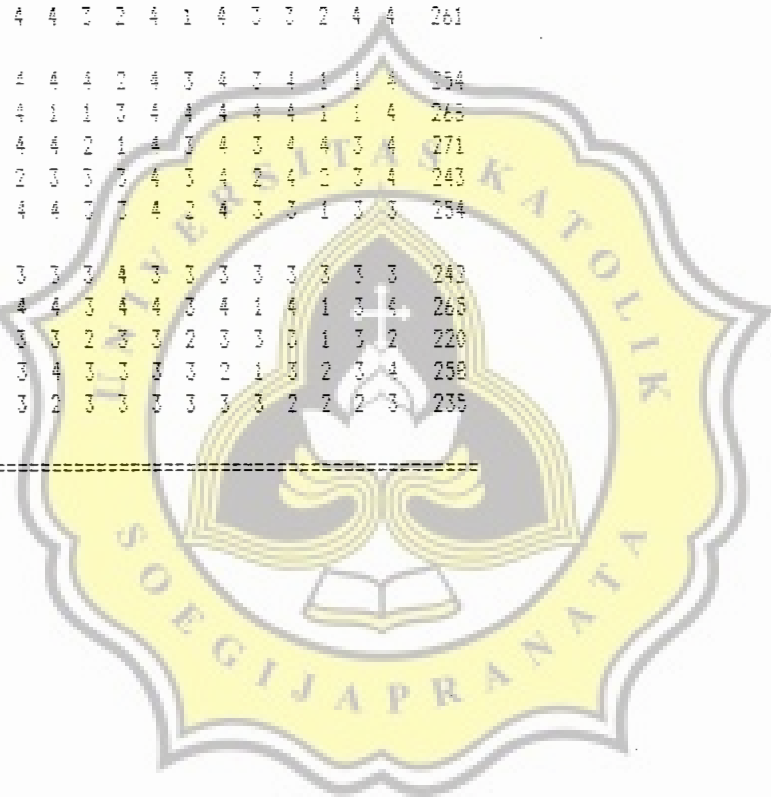 4 4 3 2 4 1 4 3 3 2 4 4 261
4 4 4 2 4 3 4 3 4 1 1 4 254
4 1 1 3 4 4 4 4 4 1 1 4 265
4 4 2 1 4 3 4 3 4 4 3 4 271
2 3 3 3 4 3 4 2 4 2 3 4 243
4 4 3 3 4 2 4 3 3 1 3 3 254
3 3 3 4 3 3 3 3 3 3 3 3 249
4 4 3 4 4 3 4 1 4 1 3 4 265
3 3 2 3 3 2 3 3 3 1 3 2 220
3 4 3 3 3 3 2 1 3 2 3 4 258
3 2 3 3 3 3 3 3 2 2 2 3 235
UNIVERSITAS KATOLIK
SOEGIJAPRANATA